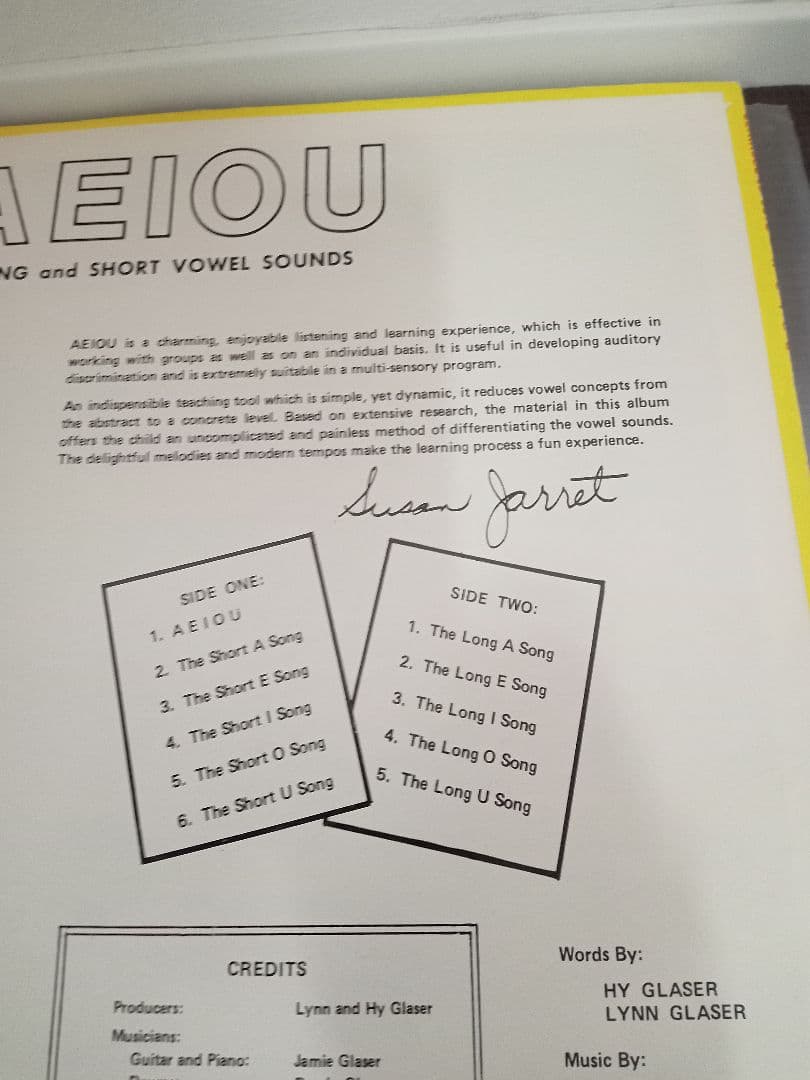 AEIOU
NG and SHORT VOWEL SOUNDS
AEIOU is a charming, enjoyable listening and learning experience, which is effective in
working with groups as well as on an individual basis. It is useful in developing auditory
discrimination and is extremely suitable in a multi-sensory program.
An indispensible teaching tool which is simple, yet dynamic, it reduces vowel concepts from
the abstract to a concrete level. Based on extensive research, the material in this album
offers the child an uncomplicated and painless method of differentiating the vowel sounds.
The delightful melodies and modern tempos make the learning process a fun experience.
Susan Jarret
SIDE ONE:
1. A E I O U
2. The Short A Song
3. The Short E Song
4. The Short I Song
5. The Short O Song
6. The Short U Song
SIDE TWO:
1. The Long A Song
2. The Long E Song
3. The Long I Song
4. The Long O Song
5. The Long U Song
CREDITS
Producers: Lynn and Hy Glaser
Musicians:
Guitar and Piano: Jamie Glaser
Words By:
HY GLASER
LYNN GLASER
Music By: